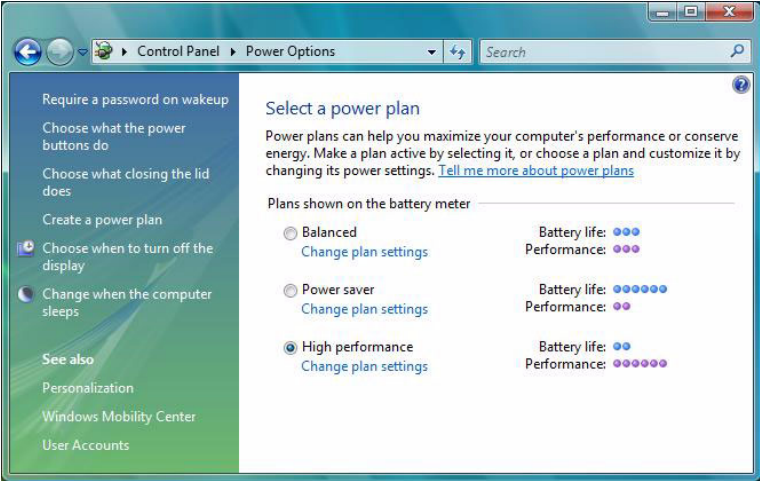 Control Panel
Power Options
Search
Require a password on wakeup
Choose what the power
buttons do
Choose what closing the lid
does
Create a power plan
Choose when to turn off the
display
Change when the computer
sleeps
See also
Personalization
Windows Mobility Center
User Accounts
Select a power plan
Power plans can help you maximize your computer's performance or conserve
energy. Make a plan active by selecting it, or choose a plan and customize it by
changing its power settings. Tell me more about power plans
Plans shown on the battery meter
Balanced Battery life:
Change plan settings Performance:
Power saver Battery life:
Change plan settings Performance:
High performance Battery life:
Change plan settings Performance: